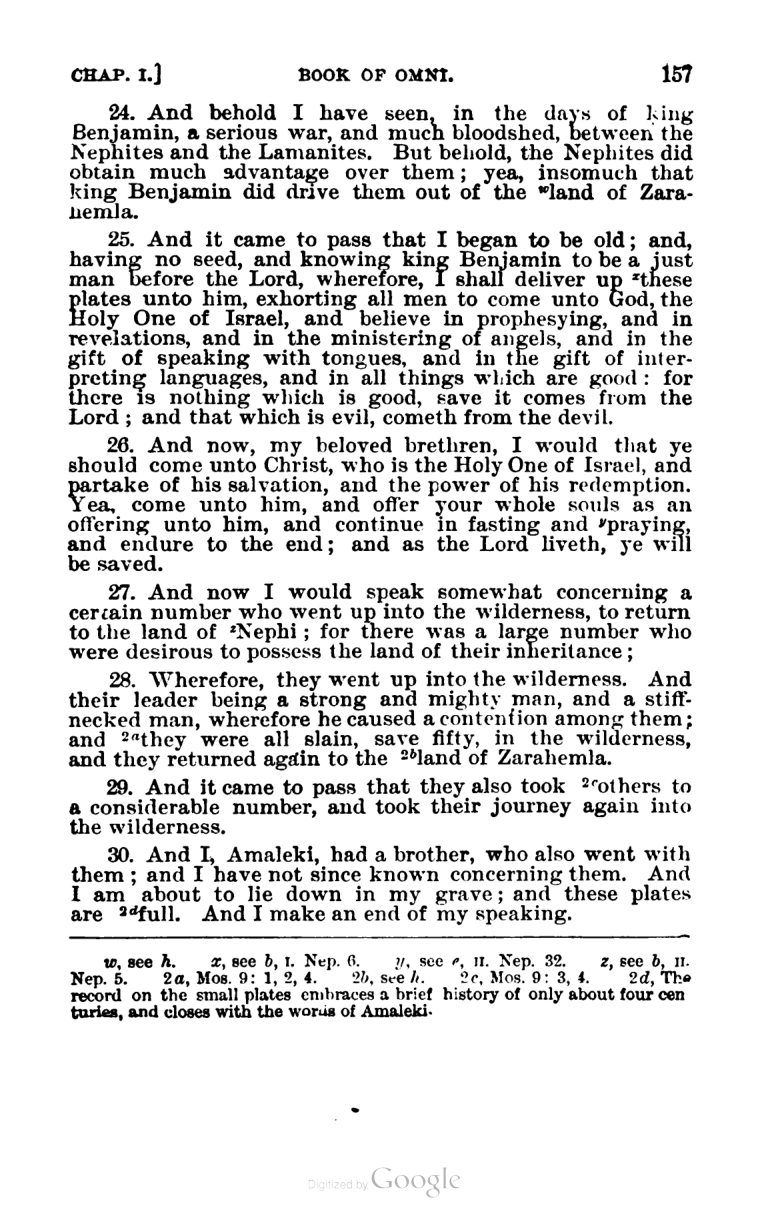 CHAP. I.] BOOK OF OMNI. 157
24. And behold I have seen, in the days of king
Benjamin, a serious war, and much bloodshed, between the
Nephites and the Lamanites. But behold, the Nephites did
obtain much advantage over them; yea, insomuch that
king Benjamin did drive them out of the ʷland of Zara-
hemla.
25. And it came to pass that I began to be old; and,
having no seed, and knowing king Benjamin to be a just
man before the Lord, wherefore, I shall deliver up ˣthese
plates unto him, exhorting all men to come unto God, the
Holy One of Israel, and believe in prophesying, and in
revelations, and in the ministering of angels, and in the
gift of speaking with tongues, and in the gift of inter-
preting languages, and in all things which are good: for
there is nothing which is good, save it comes from the
Lord; and that which is evil, cometh from the devil.
26. And now, my beloved brethren, I would that ye
should come unto Christ, who is the Holy One of Israel, and
partake of his salvation, and the power of his redemption.
Yea, come unto him, and offer your whole souls as an
offering unto him, and continue in fasting and ʸpraying,
and endure to the end; and as the Lord liveth, ye will
be saved.
27. And now I would speak somewhat concerning a
certain number who went up into the wilderness, to return
to the land of ᶻNephi; for there was a large number who
were desirous to possess the land of their inheritance;
28. Wherefore, they went up into the wilderness. And
their leader being a strong and mighty man, and a stiff-
necked man, wherefore he caused a contention among them;
and ²ᵃthey were all slain, save fifty, in the wilderness,
and they returned again to the ²ᵇland of Zarahemla.
29. And it came to pass that they also took ²ᶜothers to
a considerable number, and took their journey again into
the wilderness.
30. And I, Amaleki, had a brother, who also went with
them; and I have not since known concerning them. And
I am about to lie down in my grave; and these plates
are ²ᵈfull. And I make an end of my speaking.
w, see h. x, see b, I. Nep. 6. y, see e, II. Nep. 32. z, see b, II.
Nep. 5. 2a, Mos. 9: 1, 2, 4. 2b, see h. 2c, Mos. 9: 3, 4. 2d, The
record on the small plates embraces a brief history of only about four cen
turies, and closes with the words of Amaleki.
Digitized by Google